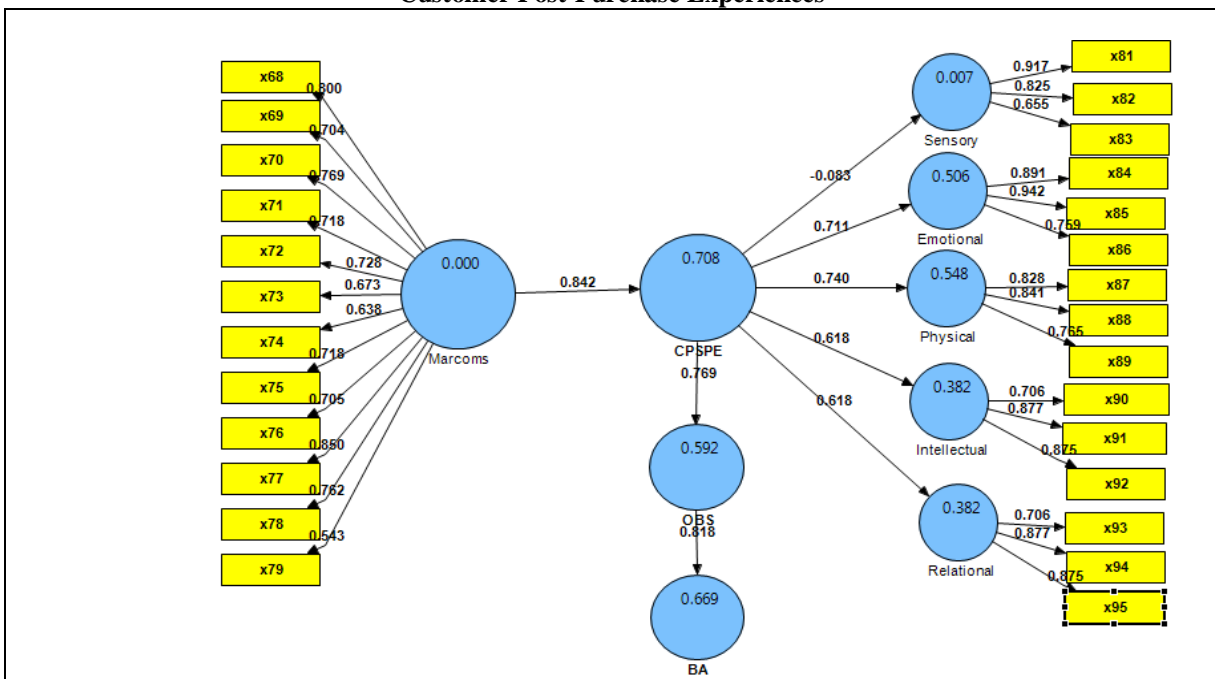 Customer Post-Purchase Experiences
x68
0.800
x69
0.704
x70
0.769
x71
0.718
x72
0.728
x73
0.673
0.638
x74
0.718
x75
0.705
x76
0.850
x77
0.762
x78
0.543
x79
0.000
Marcoms
0.842
0.708
CPSPE
0.769
0.592
OBS
0.818
0.669
BA
-0.083
0.711
0.740
0.618
0.618
0.007
Sensory
0.917
0.825
0.655
x81
x82
x83
0.506
Emotional
0.891
0.942
0.759
x84
x85
x86
0.548
Physical
0.828
0.841
0.765
x87
x88
x89
0.382
Intellectual
0.706
0.877
0.875
x90
x91
x92
0.382
Relational
0.706
0.877
0.875
x93
x94
x95